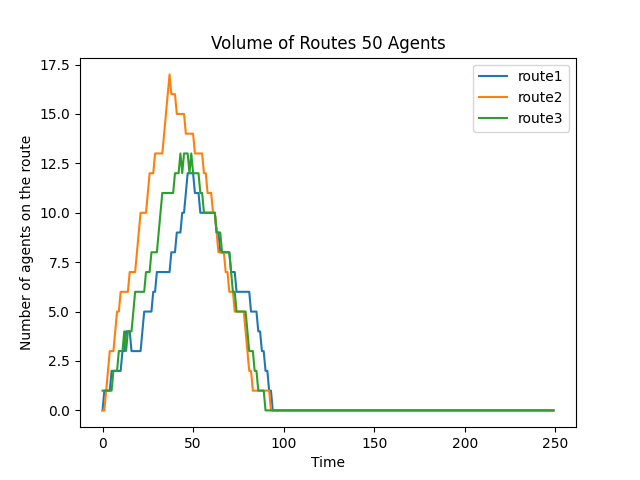 Volume of Routes 50 Agents
17.5
15.0
12.5
10.0
7.5
5.0
2.5
0.0
Number of agents on the route
route1
route2
route3
0 50 100 150 200 250
Time